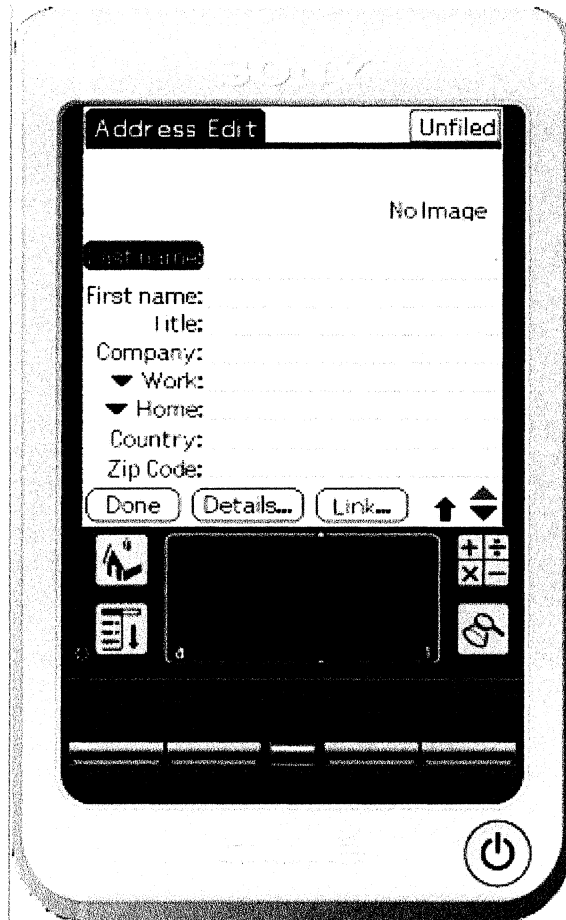 Address Edit Unfiled
No Image
Last name:
First name:
Title:
Company:
Work:
Home:
Country:
Zip Code:
Done Details... Link...